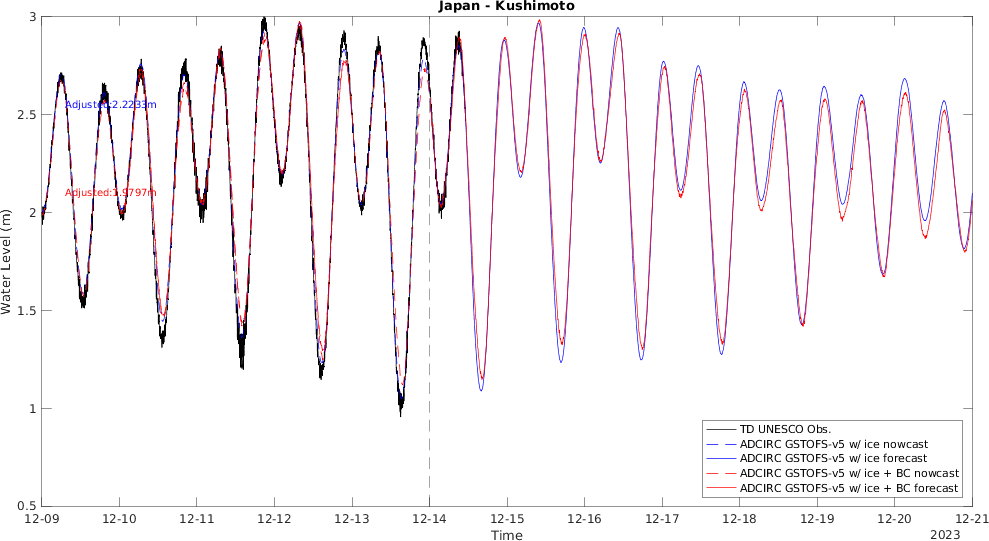 Japan - Kushimoto
3
2.5
2
1.5
1
0.5
Water Level (m)
Adjusted:2.2233m
Adjusted:1.9797m
TD UNESCO Obs.
ADCIRC GSTOFS-v5 w/ ice nowcast
ADCIRC GSTOFS-v5 w/ ice forecast
ADCIRC GSTOFS-v5 w/ ice + BC nowcast
ADCIRC GSTOFS-v5 w/ ice + BC forecast
12-09 12-10 12-11 12-12 12-13 12-14 12-15 12-16 12-17 12-18 12-19 12-20 12-21
Time
2023